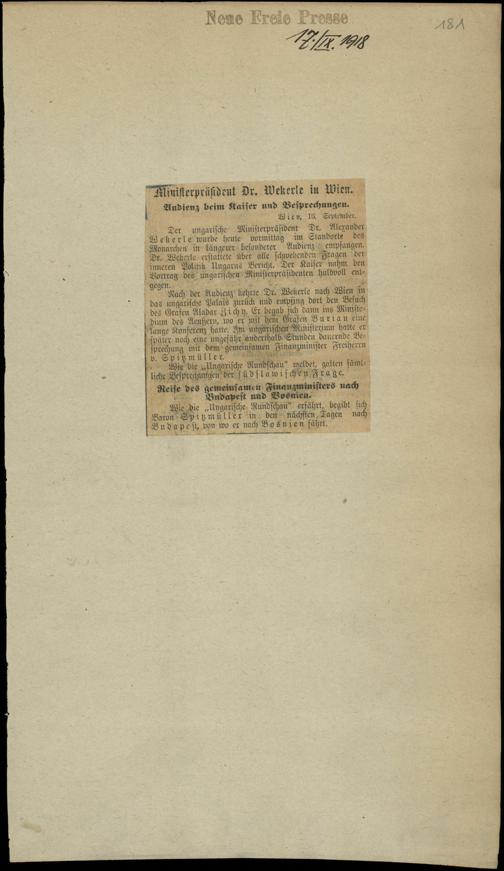 Neue Freie Presse
181
17./IX. 1918
Ministerpräsident Dr. Wekerle in Wien.
Audienz beim Kaiser und Besprechungen.
Wien, 16. September.
Der ungarische Ministerpräsident Dr. Alexander
Wekerle wurde heute vormittag im Standorte des
Monarchen in längerer besonderer Audienz empfangen.
Dr. Wekerle erstattete über alle schwebenden Fragen der
inneren Politik Ungarns Bericht. Der Kaiser nahm den
Vortrag des ungarischen Ministerpräsidenten huldvoll ent-
gegen.
Nach der Audienz kehrte Dr. Wekerle nach Wien in
das ungarische Palais zurück und empfing dort den Besuch
des Grafen Aladar Zichy. Er begab sich dann ins Ministe-
rium des Aeußern, wo er mit dem Grafen Burian eine
lange Konferenz hatte. Im ungarischen Ministerium hatte er
später noch eine ungefähr anderthalb Stunden dauernde Be-
sprechung mit dem gemeinsamen Finanzminister Freiherrn
v. Spitzmüller.
Wie die „Ungarische Rundschau" meldet, galten sämt-
liche Besprechungen der südslawischen Frage.
Reise des gemeinsamen Finanzministers nach
Budapest und Bosnien.
Wie die „Ungarische Rundschau" erfährt, begibt sich
Baron Spitzmüller in den nächsten Tagen nach
Budapest, von wo er nach Bosnien fährt.